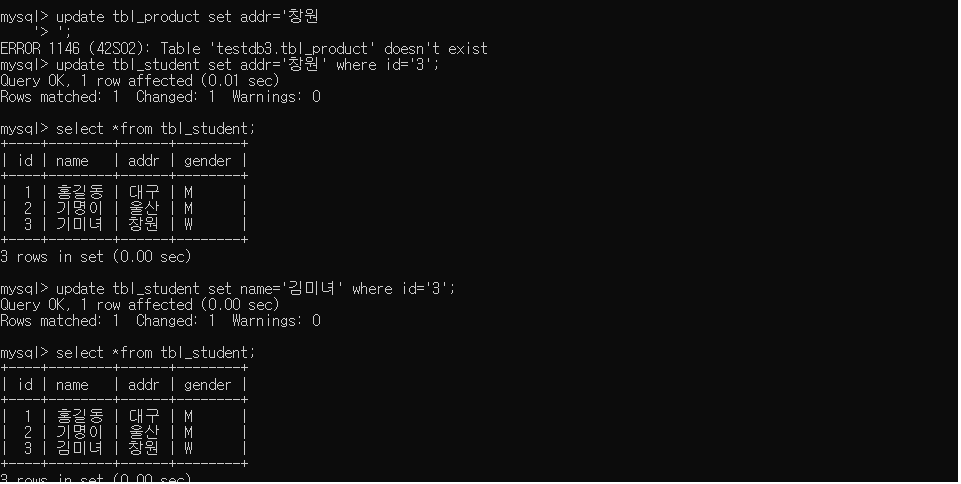 mysql> update tbl_product set addr='창원
    '> ';
ERROR 1146 (42S02): Table 'testdb3.tbl_product' doesn't exist
mysql> update tbl_student set addr='창원' where id='3';
Query OK, 1 row affected (0.01 sec)
Rows matched: 1  Changed: 1  Warnings: 0
mysql> select *from tbl_student;
+----+--------+------+--------+
| id | name   | addr | gender |
+----+--------+------+--------+
|  1 | 홍길동 | 대구 | M      |
|  2 | 기명이 | 울산 | M      |
|  3 | 기미녀 | 창원 | W      |
+----+--------+------+--------+
3 rows in set (0.00 sec)
mysql> update tbl_student set name='김미녀' where id='3';
Query OK, 1 row affected (0.00 sec)
Rows matched: 1  Changed: 1  Warnings: 0
mysql> select *from tbl_student;
+----+--------+------+--------+
| id | name   | addr | gender |
+----+--------+------+--------+
|  1 | 홍길동 | 대구 | M      |
|  2 | 기명이 | 울산 | M      |
|  3 | 김미녀 | 창원 | W      |
+----+--------+------+--------+
3 rows in set (0.00 sec)